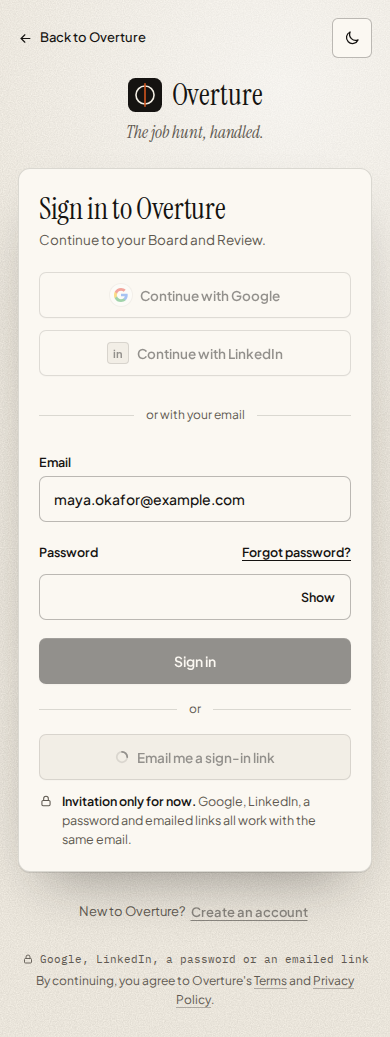 Back to Overture
Overture
The job hunt, handled.
Sign in to Overture
Continue to your Board and Review.
Continue with Google
in Continue with LinkedIn
or with your email
Email
maya.okafor@example.com
Password Forgot password?
Show
Sign in
or
Email me a sign-in link
Invitation only for now. Google, LinkedIn, a
password and emailed links all work with the
same email.
New to Overture? Create an account
Google, LinkedIn, a password or an emailed link
By continuing, you agree to Overture's Terms and Privacy
Policy.